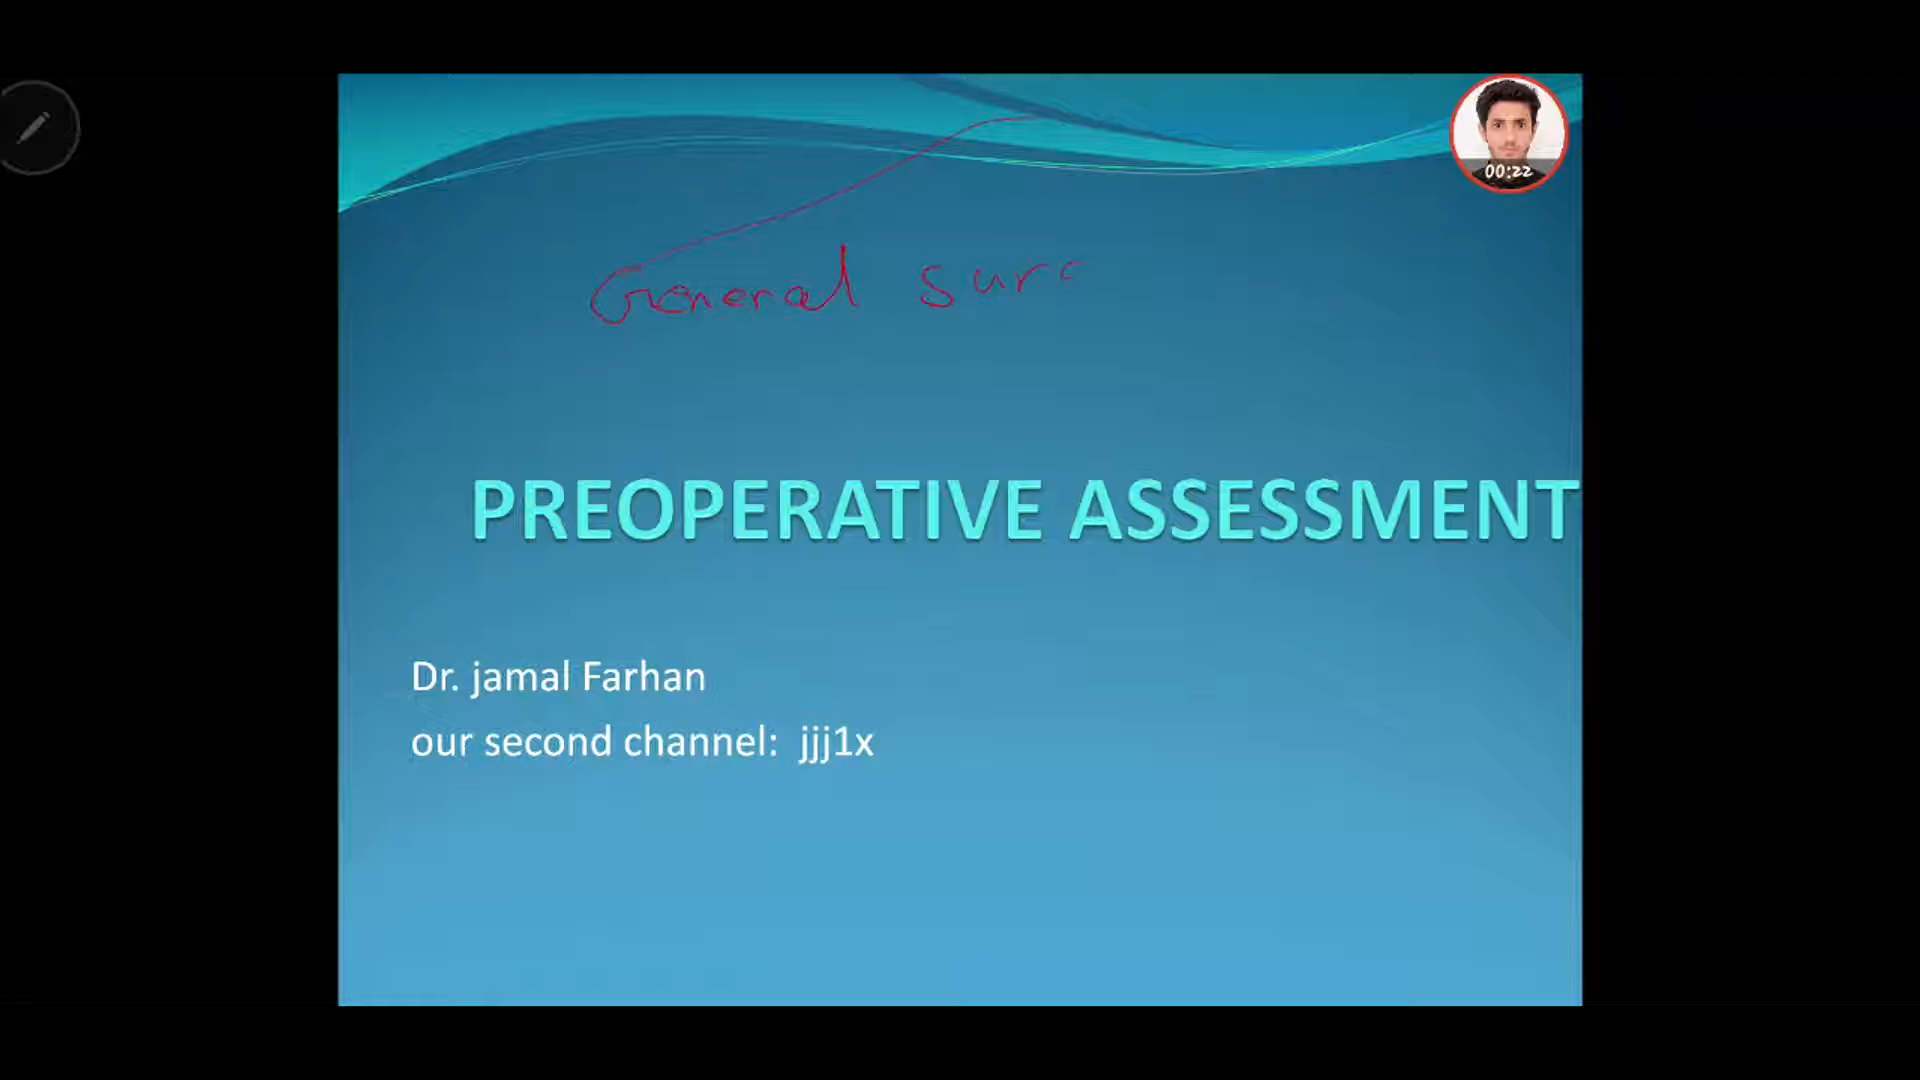 00:22
General surg
PREOPERATIVE ASSESSMENT
Dr. jamal Farhan
our second channel: jjj1x